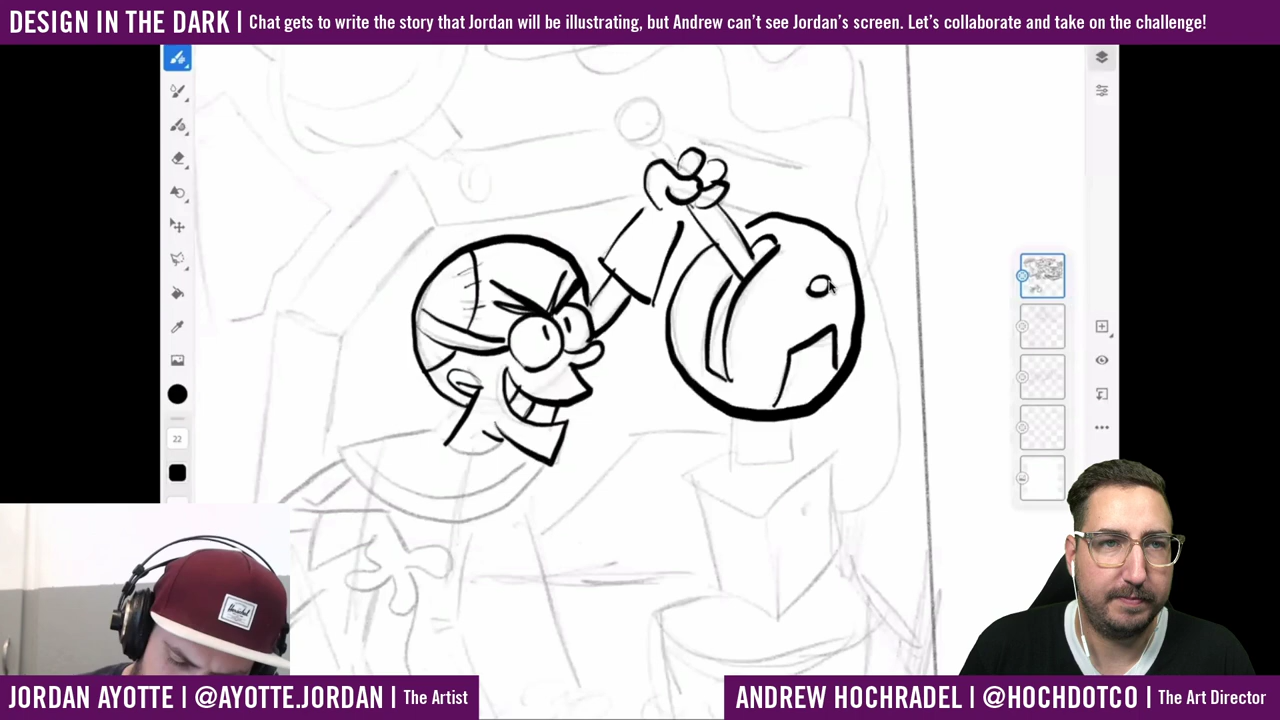 DESIGN IN THE DARK | Chat gets to write the story that Jordan will be illustrating, but Andrew can't see Jordan's screen. Let's collaborate and take on the challenge!
22
Herschel
JORDAN AYOTTE | @AYOTTE.JORDAN | The Artist
ANDREW HOCHRADEL | @HOCHDOTCO | The Art Director